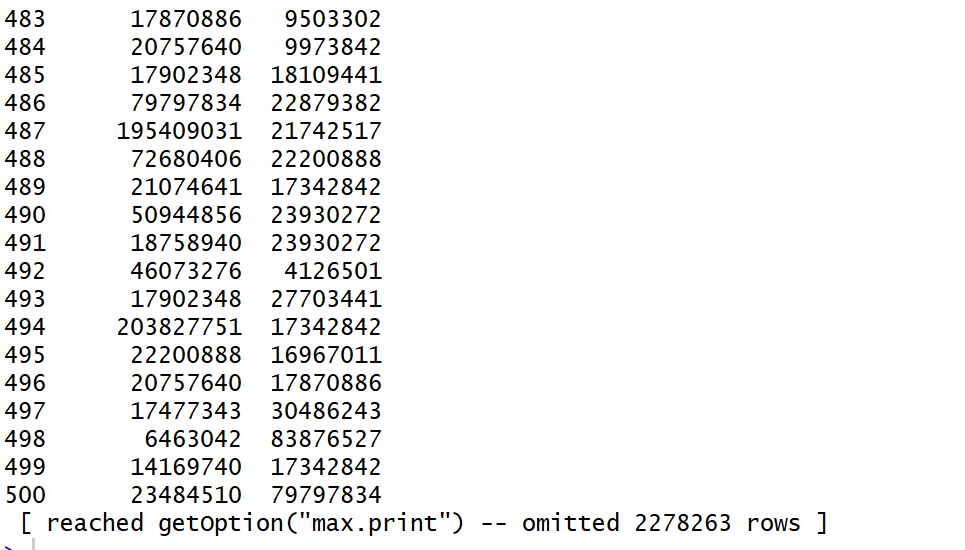 483 17870886 9503302
484 20757640 9973842
485 17902348 18109441
486 79797834 22879382
487 195409031 21742517
488 72680406 22200888
489 21074641 17342842
490 50944856 23930272
491 18758940 23930272
492 46073276 4126501
493 17902348 27703441
494 203827751 17342842
495 22200888 16967011
496 20757640 17870886
497 17477343 30486243
498 6463042 83876527
499 14169740 17342842
500 23484510 79797834
[ reached getOption("max.print") -- omitted 2278263 rows ]
>